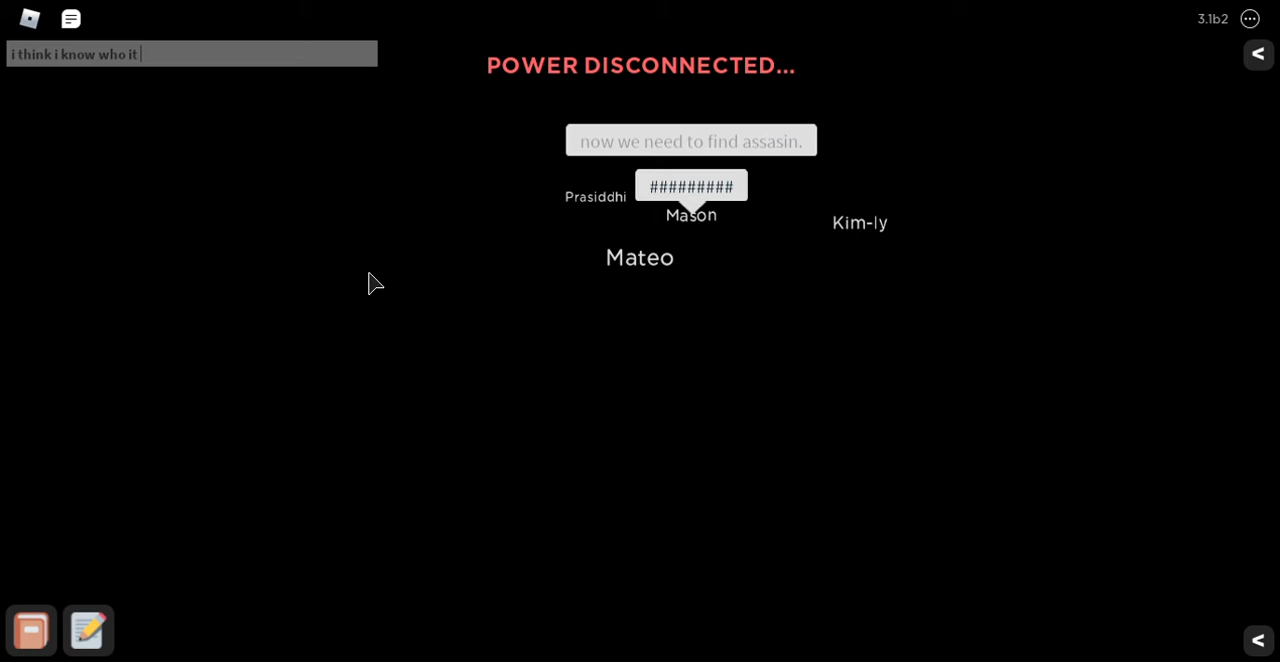 3.1b2
i think i know who it
POWER DISCONNECTED...
now we need to find assasin.
#########
Prasiddhi
Mason
Kim-ly
Mateo